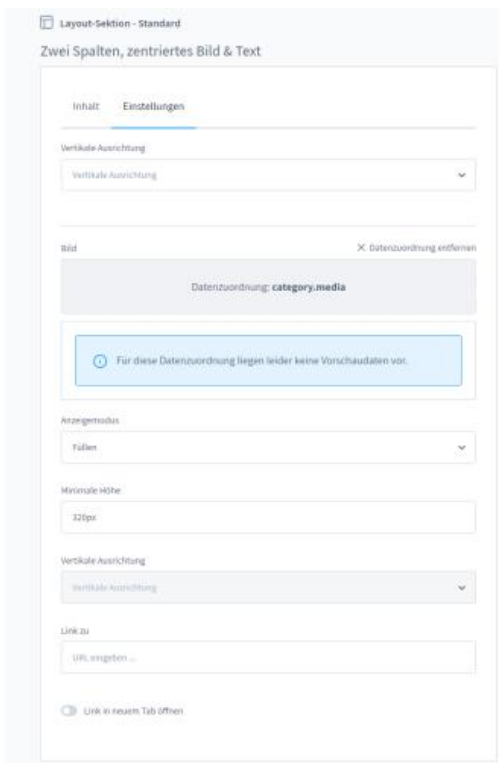 Layout-Sektion - Standard
Zwei Spalten, zentriertes Bild & Text
Inhalt Einstellungen
Vertikale Ausrichtung
Vertikale Ausrichtung
Bild × Datenzuordnung entfernen
Datenzuordnung: category.media
Für diese Datenzuordnung liegen leider keine Vorschaudaten vor.
Anzeigemodus
Füllen
Minimale Höhe
320px
Vertikale Ausrichtung
Vertikale Ausrichtung
Link zu
URL eingeben ...
Link in neuem Tab öffnen